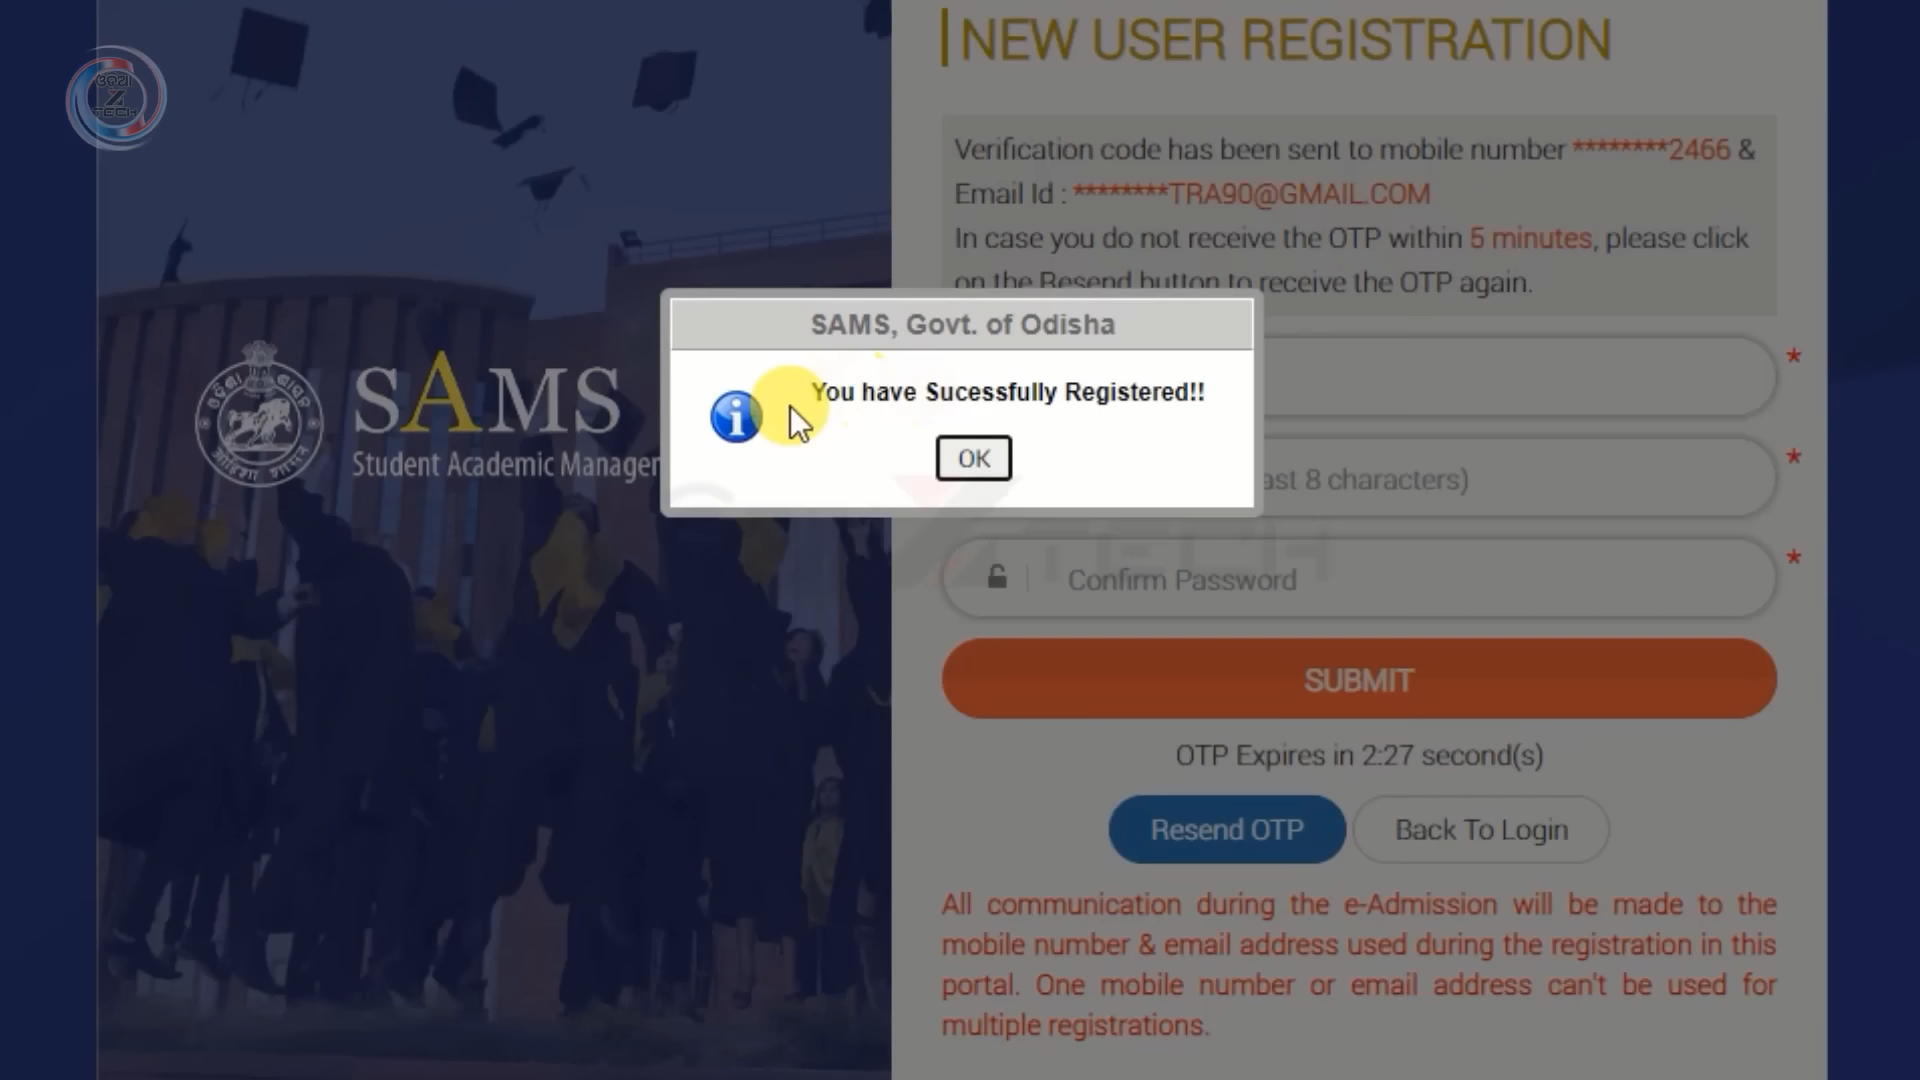 ଓଡ଼ିଆ
Z
TECH
NEW USER REGISTRATION
Verification code has been sent to mobile number ********2466 &
Email Id : ********TRA90@GMAIL.COM
In case you do not receive the OTP within 5 minutes, please click
on the Resend button to receive the OTP again.
SAMS, Govt. of Odisha
You have Sucessfully Registered!!
OK
SAMS
Student Academic Manager
ast 8 characters)
Confirm Password
SUBMIT
OTP Expires in 2:27 second(s)
Resend OTP
Back To Login
All communication during the e-Admission will be made to the
mobile number & email address used during the registration in this
portal. One mobile number or email address can't be used for
multiple registrations.